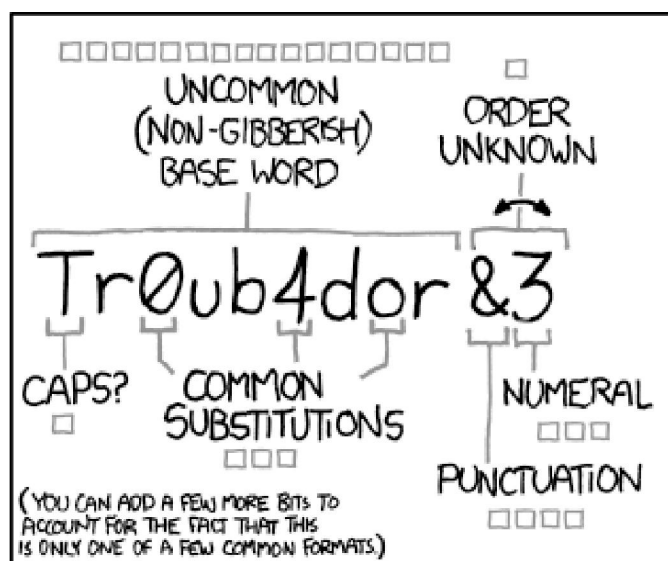 UNCOMMON
(NON-GIBBERISH)
BASE WORD
ORDER
UNKNOWN
Tr0ub4dor &3
CAPS?
COMMON
SUBSTITUTIONS
NUMERAL
PUNCTUATION
(YOU CAN ADD A FEW MORE BITS TO
ACCOUNT FOR THE FACT THAT THIS
IS ONLY ONE OF A FEW COMMON FORMATS.)